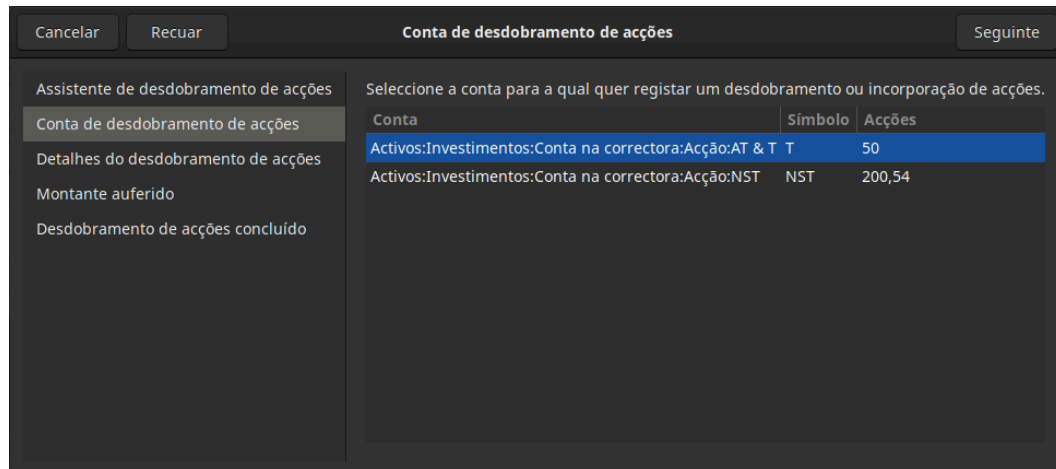 Cancelar Recuar Conta de desdobramento de acções Seguinte
Assistente de desdobramento de acções
Conta de desdobramento de acções
Detalhes do desdobramento de acções
Montante auferido
Desdobramento de acções concluído
Seleccione a conta para a qual quer registar um desdobramento ou incorporação de acções.
Conta Símbolo Acções
Activos:Investimentos:Conta na correctora:Acção:AT & T T 50
Activos:Investimentos:Conta na correctora:Acção:NST NST 200,54